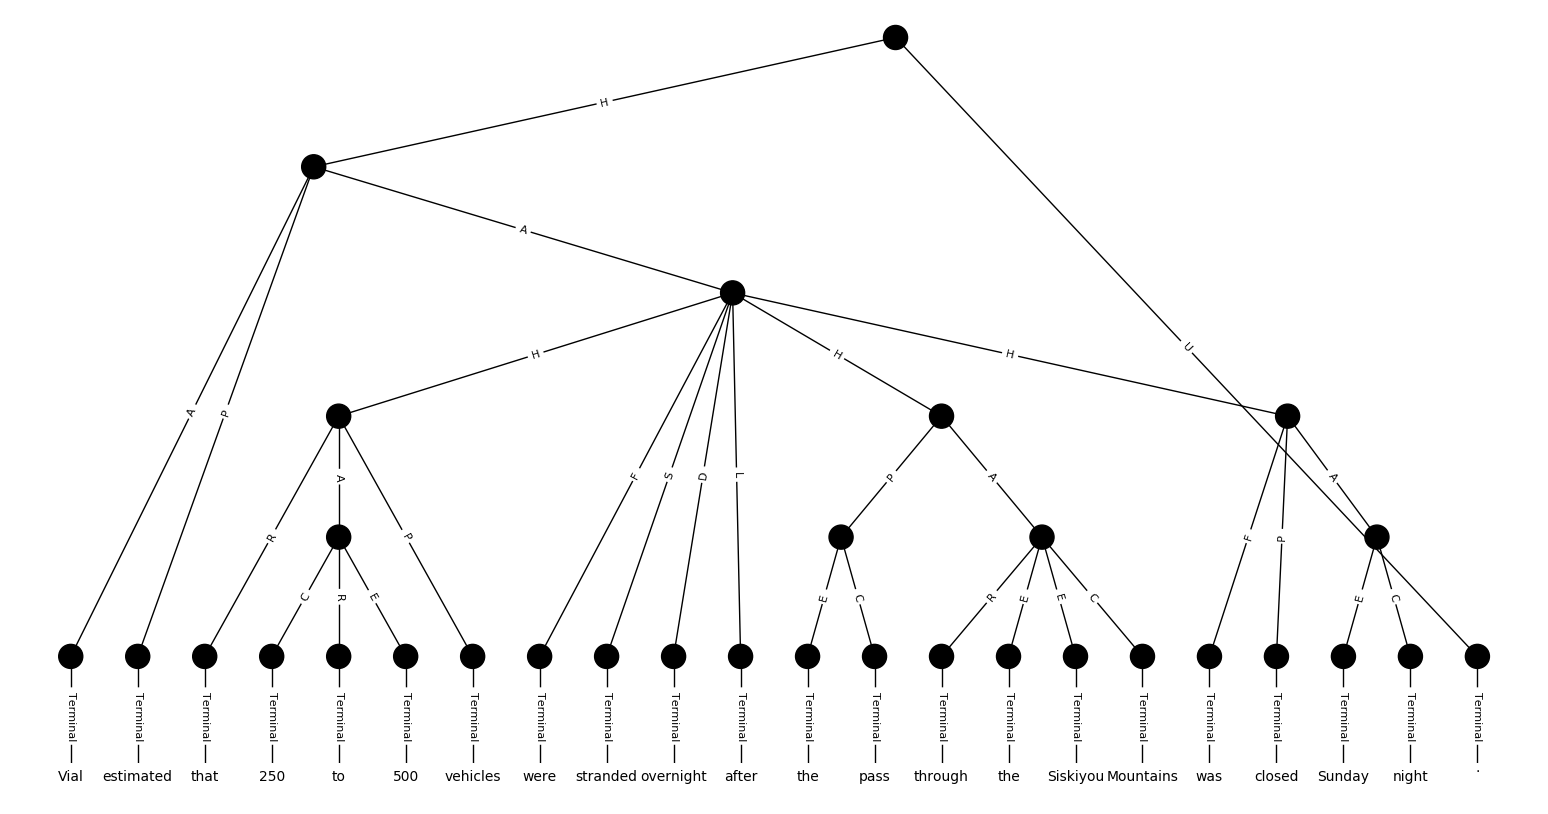 H
A
U
H
H
H
A
P
F
S
D
L
P
A
A
R
A
P
F
P
C
R
E
E
C
R
E
E
C
E
C
Terminal Terminal Terminal Terminal Terminal Terminal Terminal Terminal Terminal Terminal Terminal Terminal Terminal Terminal Terminal Terminal Terminal Terminal Terminal Terminal Terminal Terminal
Vial estimated that 250 to 500 vehicles were stranded overnight after the pass through the Siskiyou Mountains was closed Sunday night .